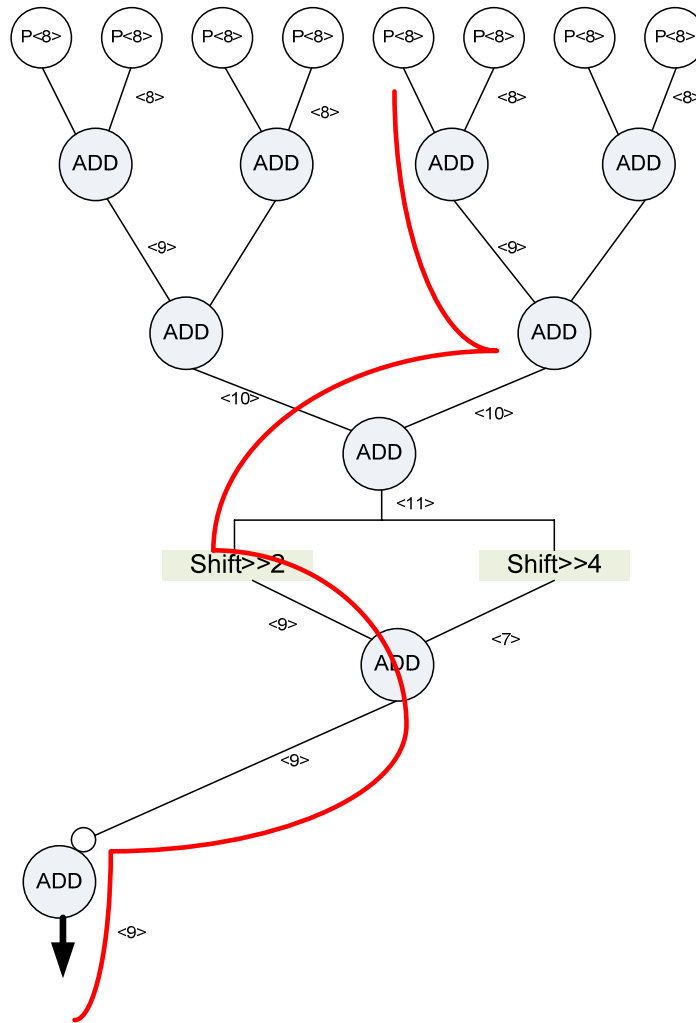 P<8> P<8> P<8> P<8> P<8> P<8> P<8> P<8>
<8> <8> <8> <8>
ADD ADD ADD ADD
<9> <9>
ADD ADD
<10> <10>
ADD
<11>
Shift>>2 Shift>>4
<9> <7>
ADD
<9>
ADD
<9>